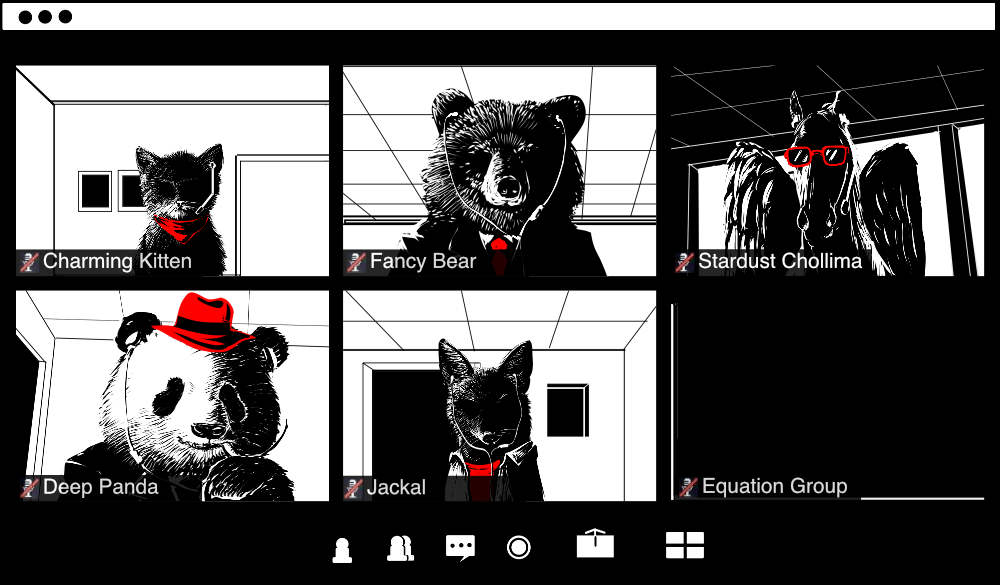 Charming Kitten
Fancy Bear
Stardust Chollima
Deep Panda
Jackal
Equation Group